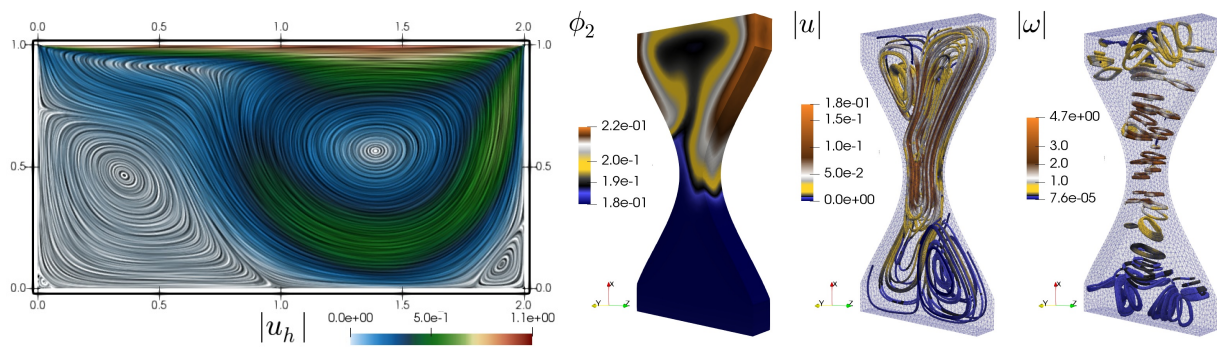 0.0 0.5 1.0 1.5 2.0
1.0 1.0
0.5 0.5
0.0 0.0
0.0 0.5 1.0 1.5 2.0
|u_h|
0.0e+00 5.0e-1 1.1e+00
ϕ_2
2.2e-01
2.0e-1
1.9e-1
1.8e-01
X
Y Z
|u|
1.8e-01
1.5e-1
1.0e-1
5.0e-2
0.0e+00
X
Y Z
|ω|
4.7e+00
3.0
2.0
1.0
7.6e-05
X
Y Z